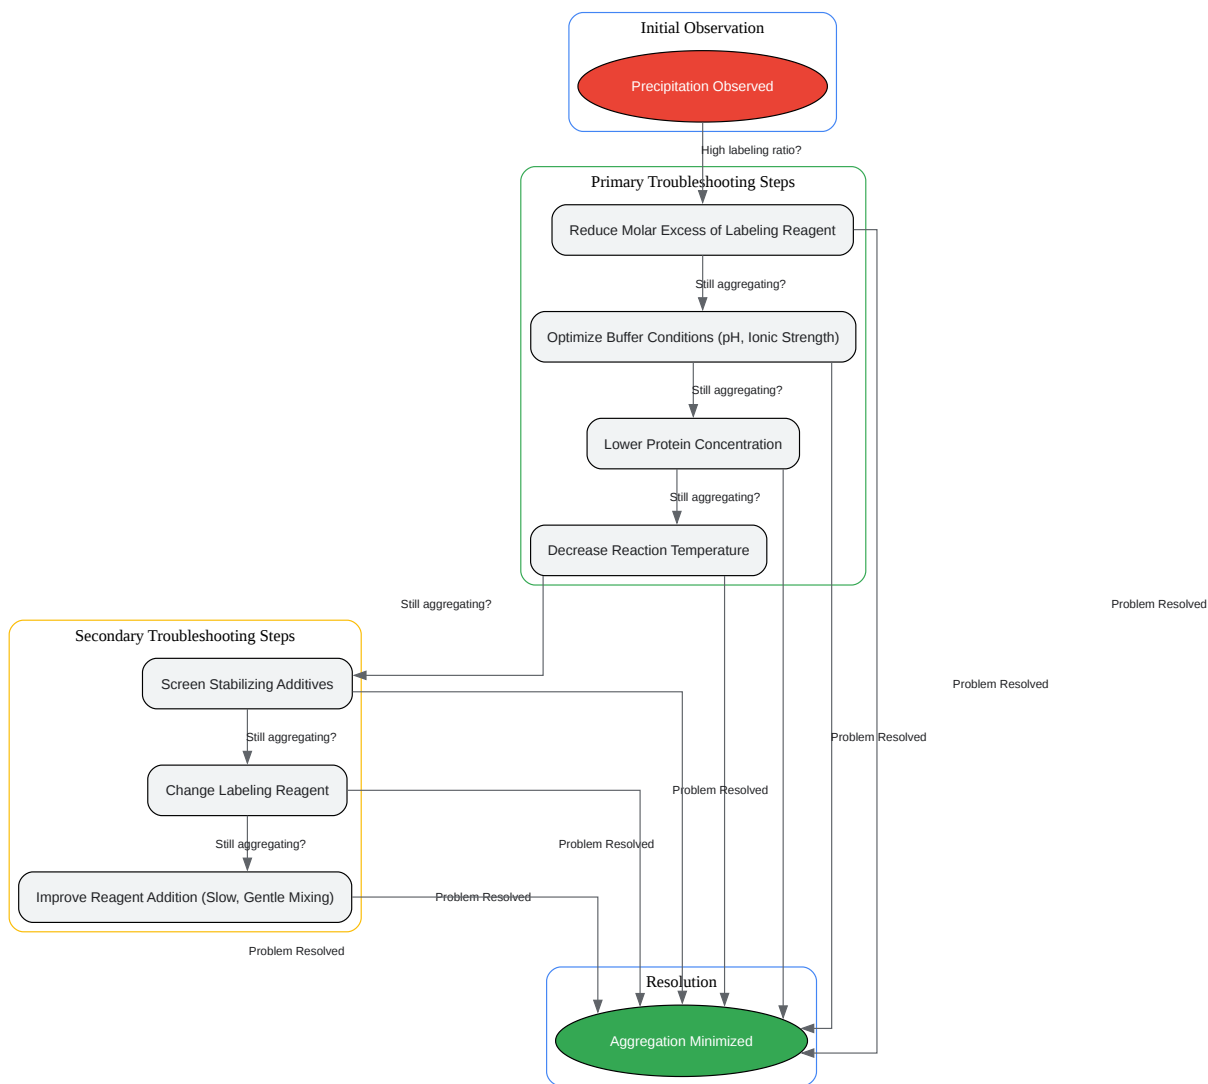 Initial Observation
Precipitation Observed
High labeling ratio?
Primary Troubleshooting Steps
Reduce Molar Excess of Labeling Reagent
Still aggregating?
Optimize Buffer Conditions (pH, Ionic Strength)
Still aggregating?
Lower Protein Concentration
Still aggregating?
Decrease Reaction Temperature
Still aggregating?
Problem Resolved
Secondary Troubleshooting Steps
Screen Stabilizing Additives
Problem Resolved
Still aggregating?
Problem Resolved
Change Labeling Reagent
Problem Resolved
Still aggregating?
Problem Resolved
Improve Reagent Addition (Slow, Gentle Mixing)
Problem Resolved
Problem Resolved
Resolution
Aggregation Minimized